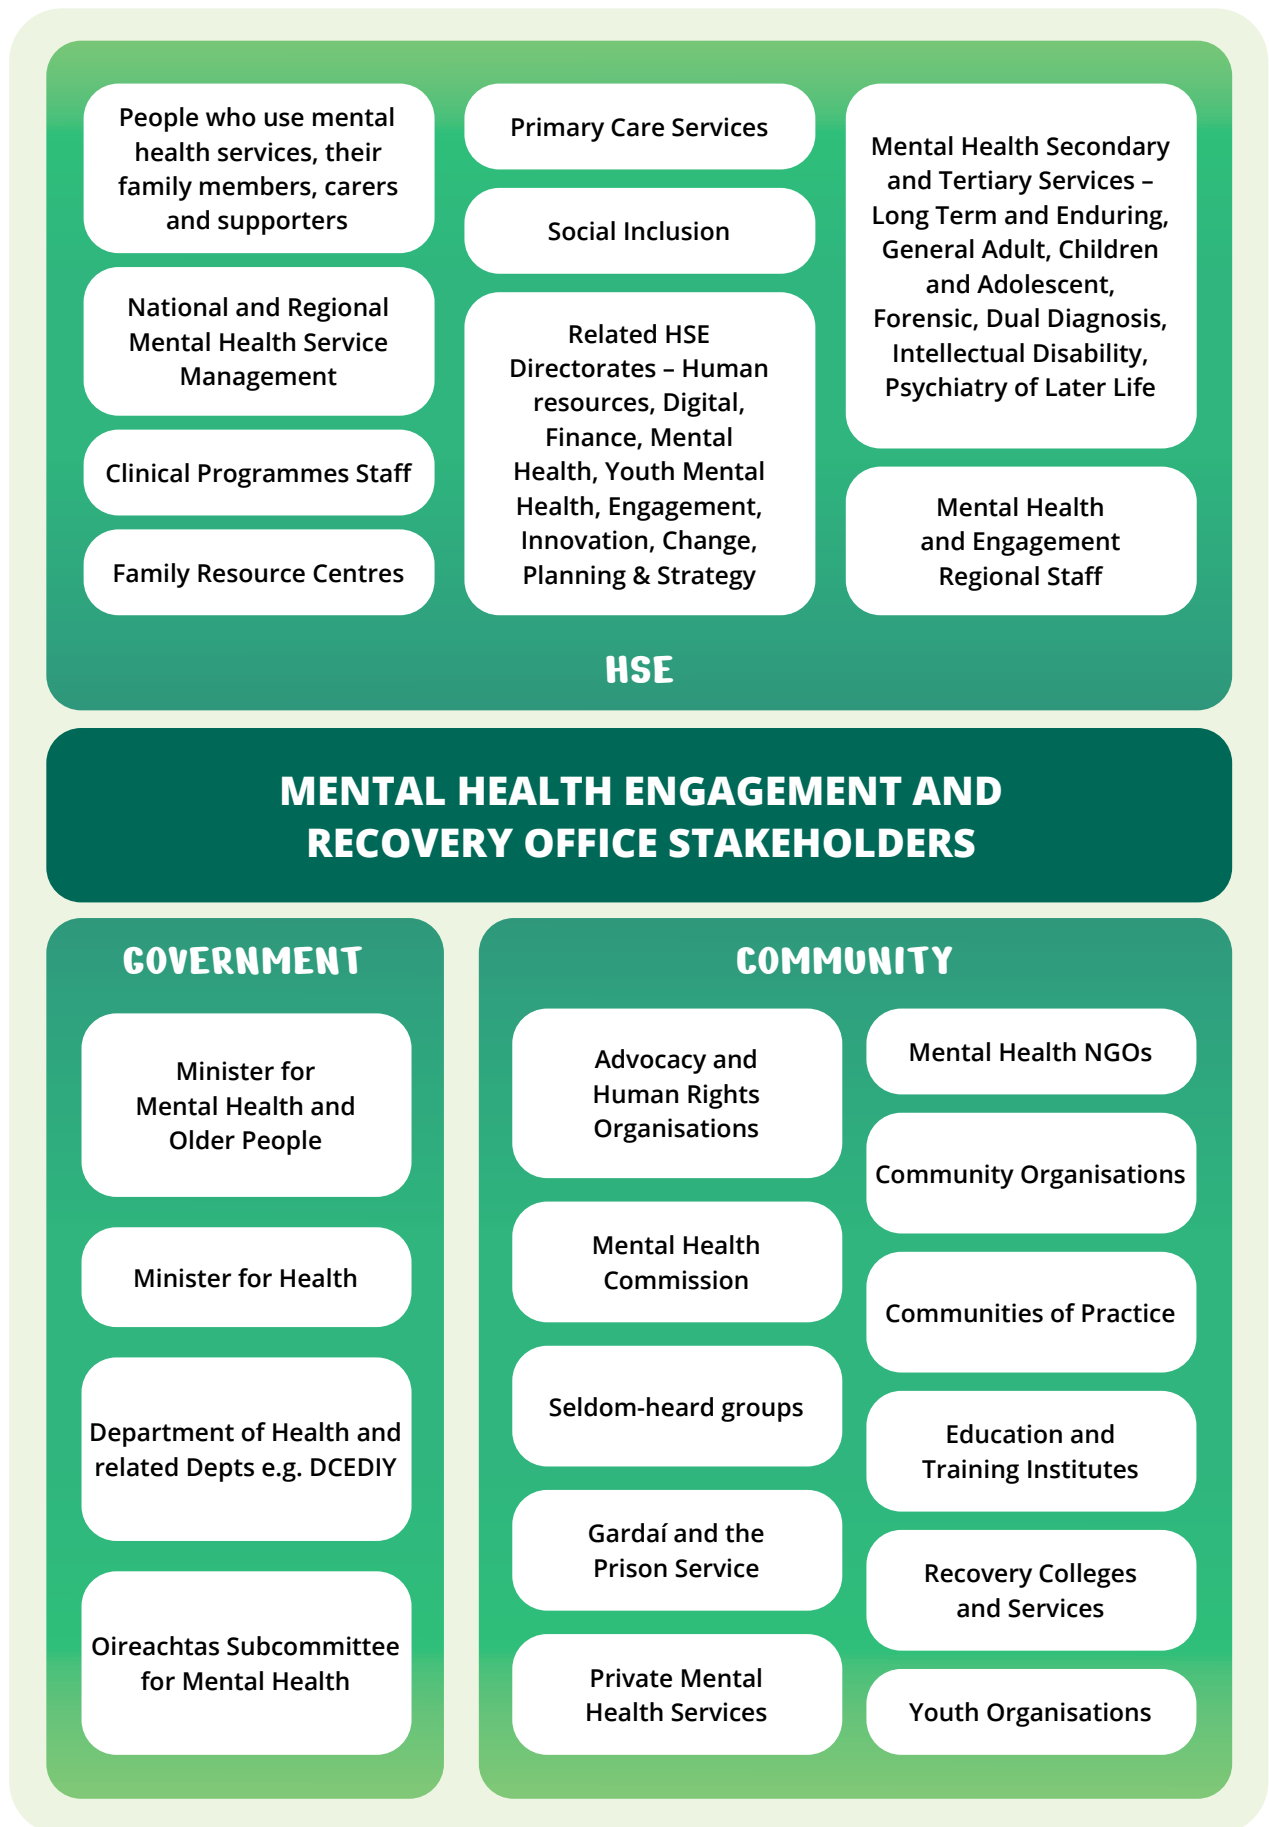 People who use mental
health services, their
family members, carers
and supporters
National and Regional
Mental Health Service
Management
Clinical Programmes Staff
Family Resource Centres
Primary Care Services
Social Inclusion
Related HSE
Directorates – Human
resources, Digital,
Finance, Mental
Health, Youth Mental
Health, Engagement,
Innovation, Change,
Planning & Strategy
Mental Health Secondary
and Tertiary Services –
Long Term and Enduring,
General Adult, Children
and Adolescent,
Forensic, Dual Diagnosis,
Intellectual Disability,
Psychiatry of Later Life
Mental Health
and Engagement
Regional Staff
HSE
MENTAL HEALTH ENGAGEMENT AND
RECOVERY OFFICE STAKEHOLDERS
GOVERNMENT
Minister for
Mental Health and
Older People
Minister for Health
Department of Health and
related Depts e.g. DCEDIY
Oireachtas Subcommittee
for Mental Health
COMMUNITY
Advocacy and
Human Rights
Organisations
Mental Health
Commission
Seldom-heard groups
Gardaí and the
Prison Service
Private Mental
Health Services
Mental Health NGOs
Community Organisations
Communities of Practice
Education and
Training Institutes
Recovery Colleges
and Services
Youth Organisations